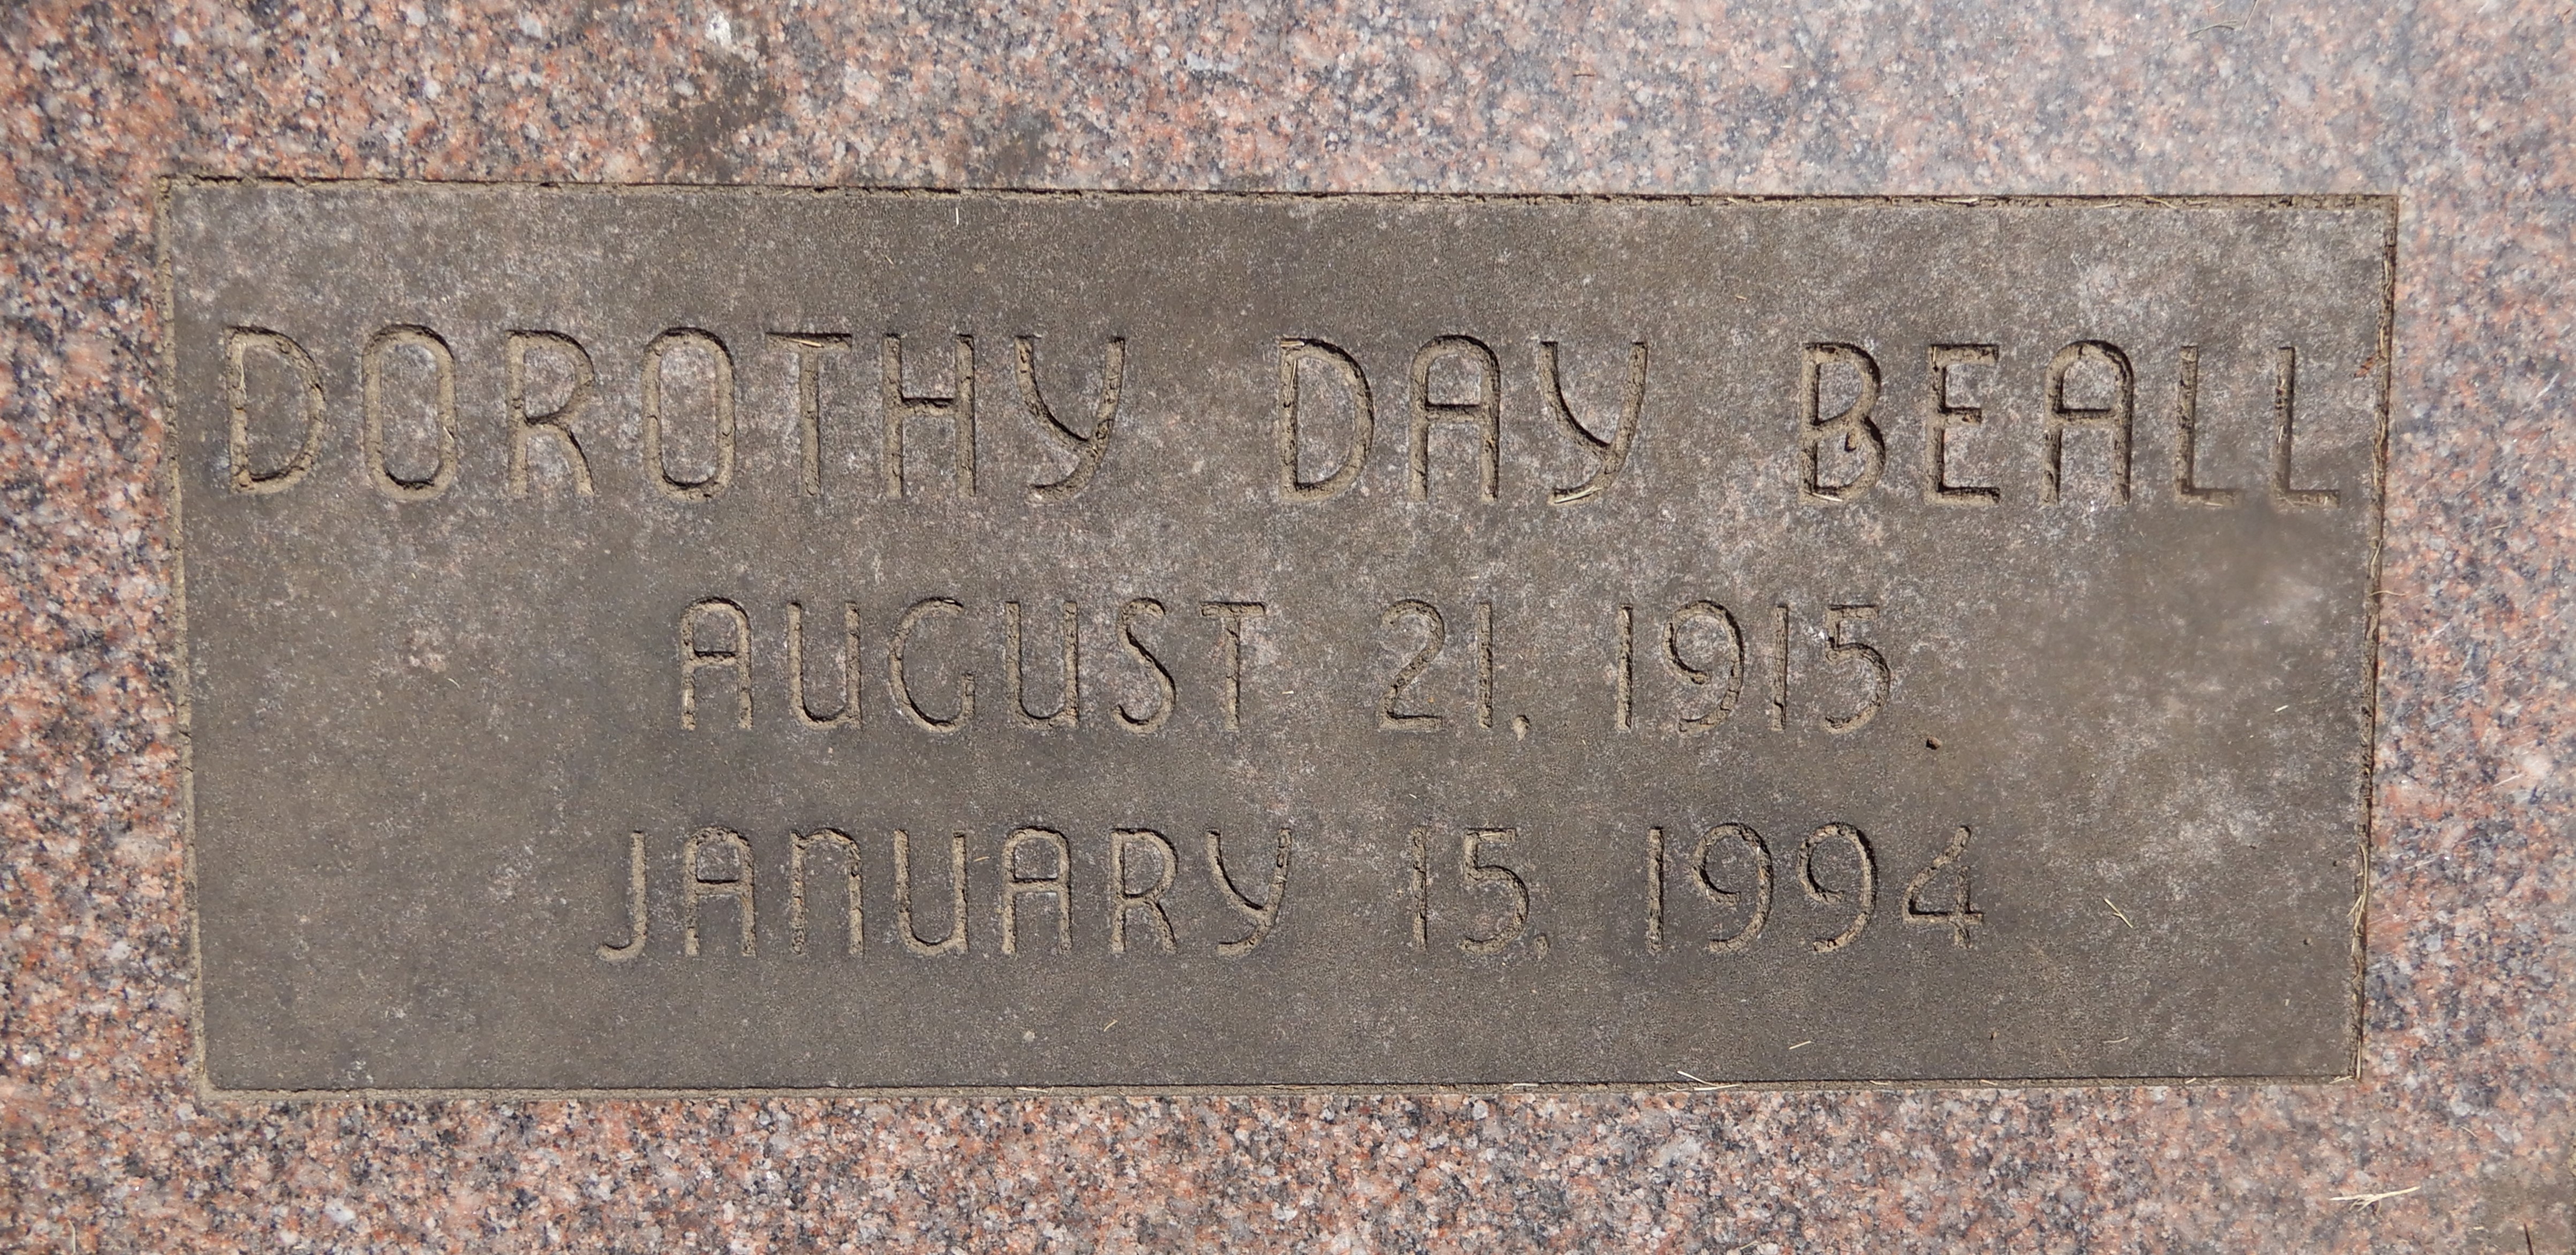 DOROTHY DAY BEALL
AUGUST 21, 1915
JANUARY 15, 1994